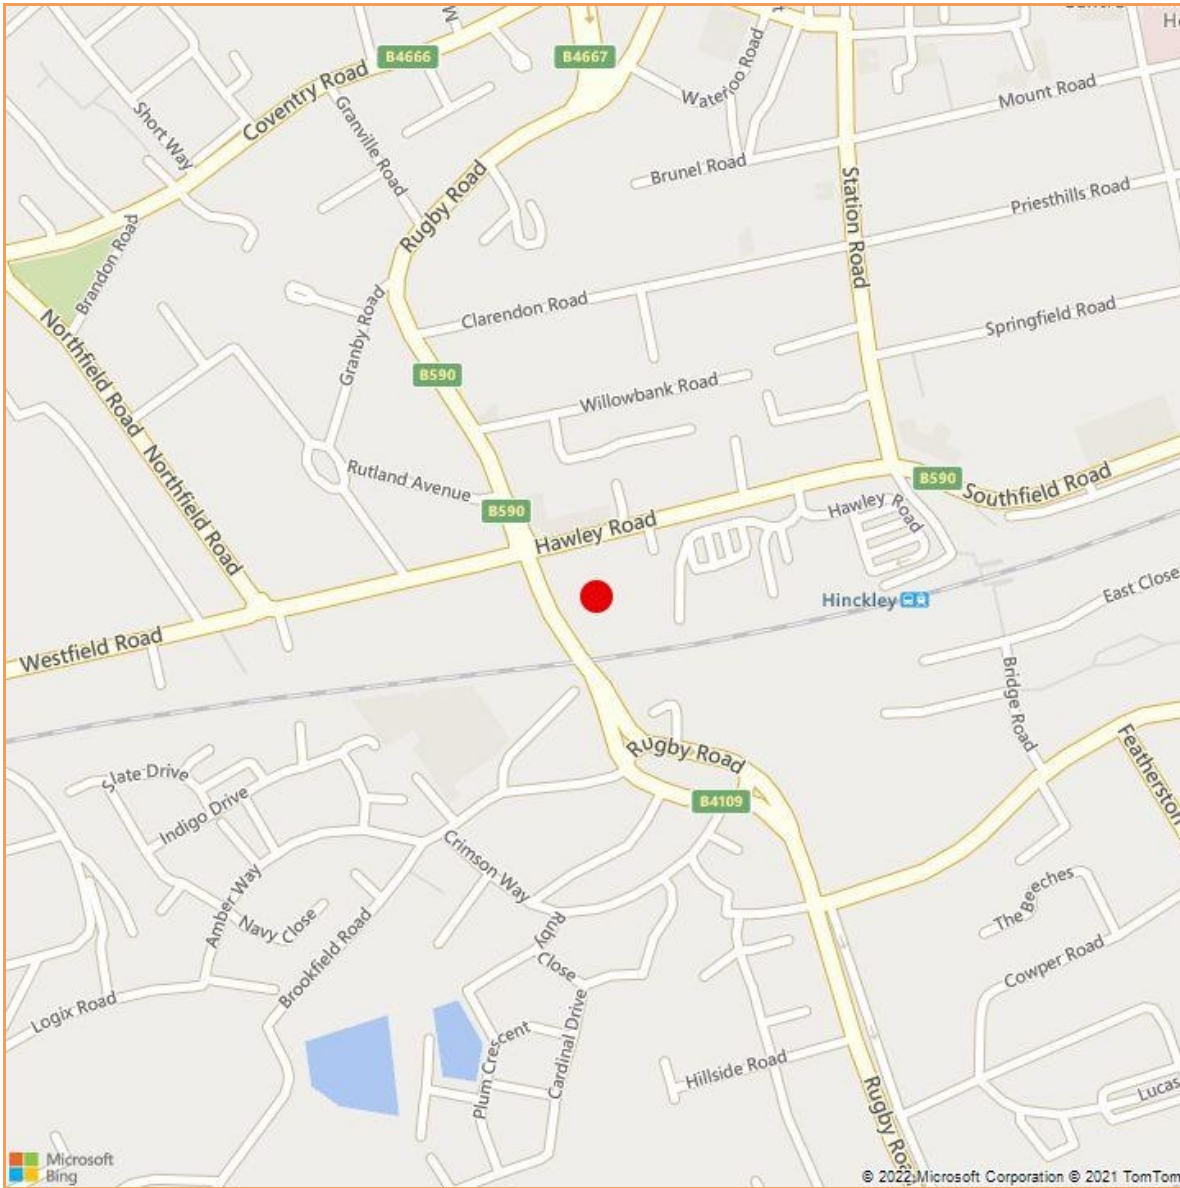 Centre
M
B4666
B4667
Waterloo Road
Mount Road
Coventry Road
Short Way
Granville Road
Rugby Road
Brunel Road
Station Road
Priesthills Road
Brandon Road
Granby Road
Clarendon Road
Northfield Road
Springfield Road
B590
Willowbank Road
Northfield Road
Rutland Avenue
B590
B590
Southfield Road
Hawley Road
Hawley Road
Hinckley
East Close
Westfield Road
Bridge Road
Rugby Road
Featherston
Slate Drive
Indigo Drive
B4109
Crimson Way
Amber Way
The Beeches
Navy Close
Ruby
Close
Brookfield Road
Cowper Road
Logix Road
Plum Crescent
Cardinal Drive
Hillside Road
Lucas
Rugby Road
Microsoft
Bing
© 2022 Microsoft Corporation © 2021 TomTom